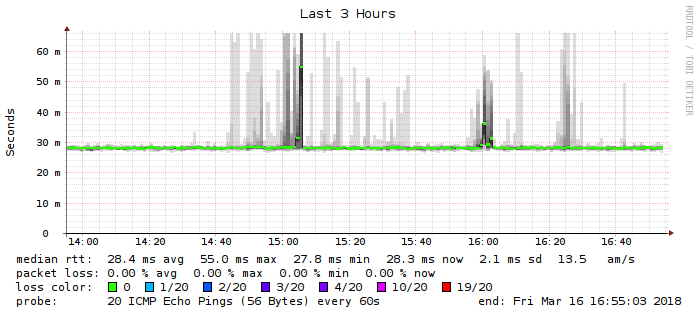 Last 3 Hours
RRDTOOL / TOBI OETIKER
Seconds
60 m
50 m
40 m
30 m
20 m
10 m
0
14:00 14:20 14:40 15:00 15:20 15:40 16:00 16:20 16:40
median rtt: 28.4 ms avg 55.0 ms max 27.8 ms min 28.3 ms now 2.1 ms sd 13.5 am/s
packet loss: 0.00 % avg 0.00 % max 0.00 % min 0.00 % now
loss color: 0 1/20 2/20 3/20 4/20 10/20 19/20
probe: 20 ICMP Echo Pings (56 Bytes) every 60s end: Fri Mar 16 16:55:03 2018